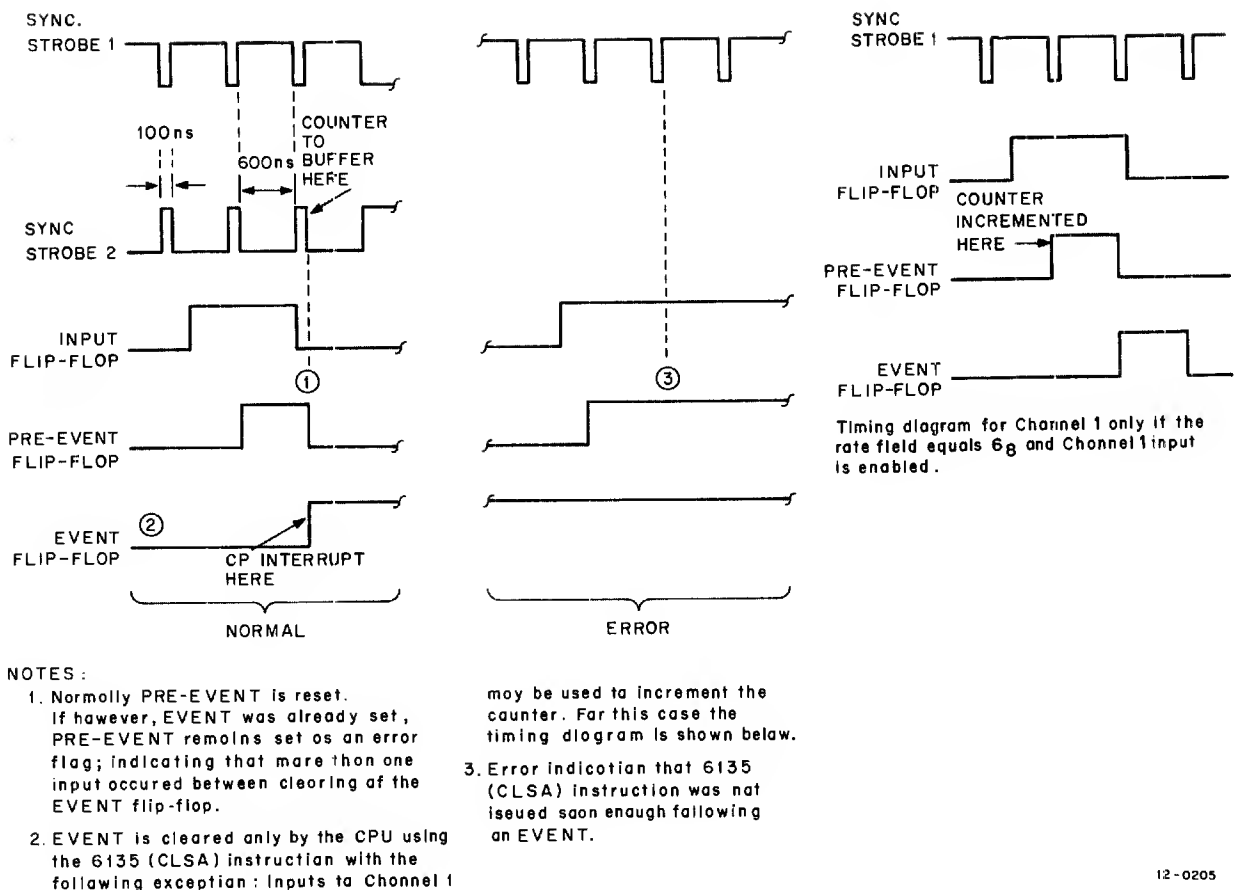 SYNC.
STROBE 1
100ns
600ns
COUNTER
TO
BUFFER
HERE
SYNC
STROBE 2
INPUT
FLIP-FLOP
1
PRE-EVENT
FLIP-FLOP
2
EVENT
FLIP-FLOP
CP INTERRUPT
HERE
NORMAL
3
ERROR
SYNC
STROBE 1
INPUT
FLIP-FLOP
COUNTER
INCREMENTED
HERE
PRE-EVENT
FLIP-FLOP
EVENT
FLIP-FLOP
Timing diagram for Channel 1 only if the
rate field equals 6₈ and Channel 1 input
is enabled.
NOTES:
1. Normally PRE-EVENT is reset.
If however, EVENT was already set,
PRE-EVENT remains set as an error
flag; indicating that more than one
input occured between clearing of the
EVENT flip-flop.
2. EVENT is cleared only by the CPU using
the 6135 (CLSA) instruction with the
following exception: Inputs to Channel 1
may be used to increment the
counter. For this case the
timing diagram is shown below.
3. Error indication that 6135
(CLSA) instruction was not
issued soon enough following
an EVENT.
12-0205